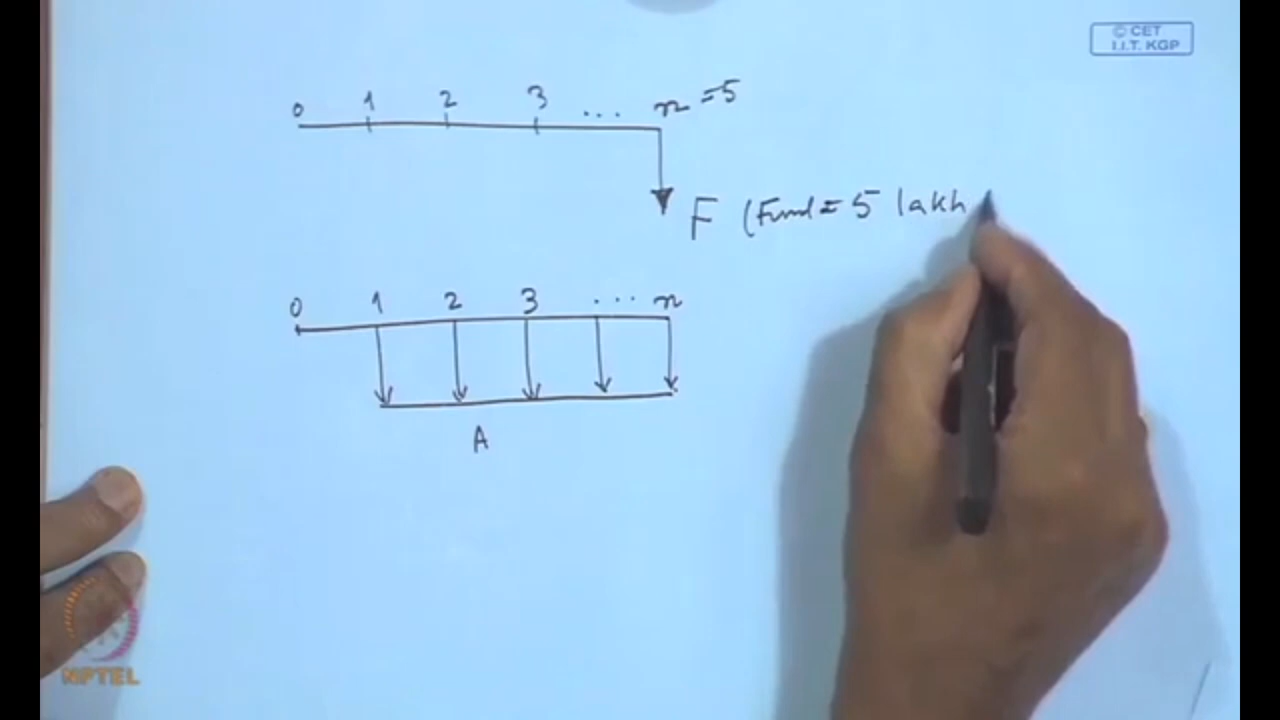 © CET
I.I.T. KGP
0 1 2 3 ... n = 5
F (Fund = 5 lakh
0 1 2 3 ... n
A
NPTEL